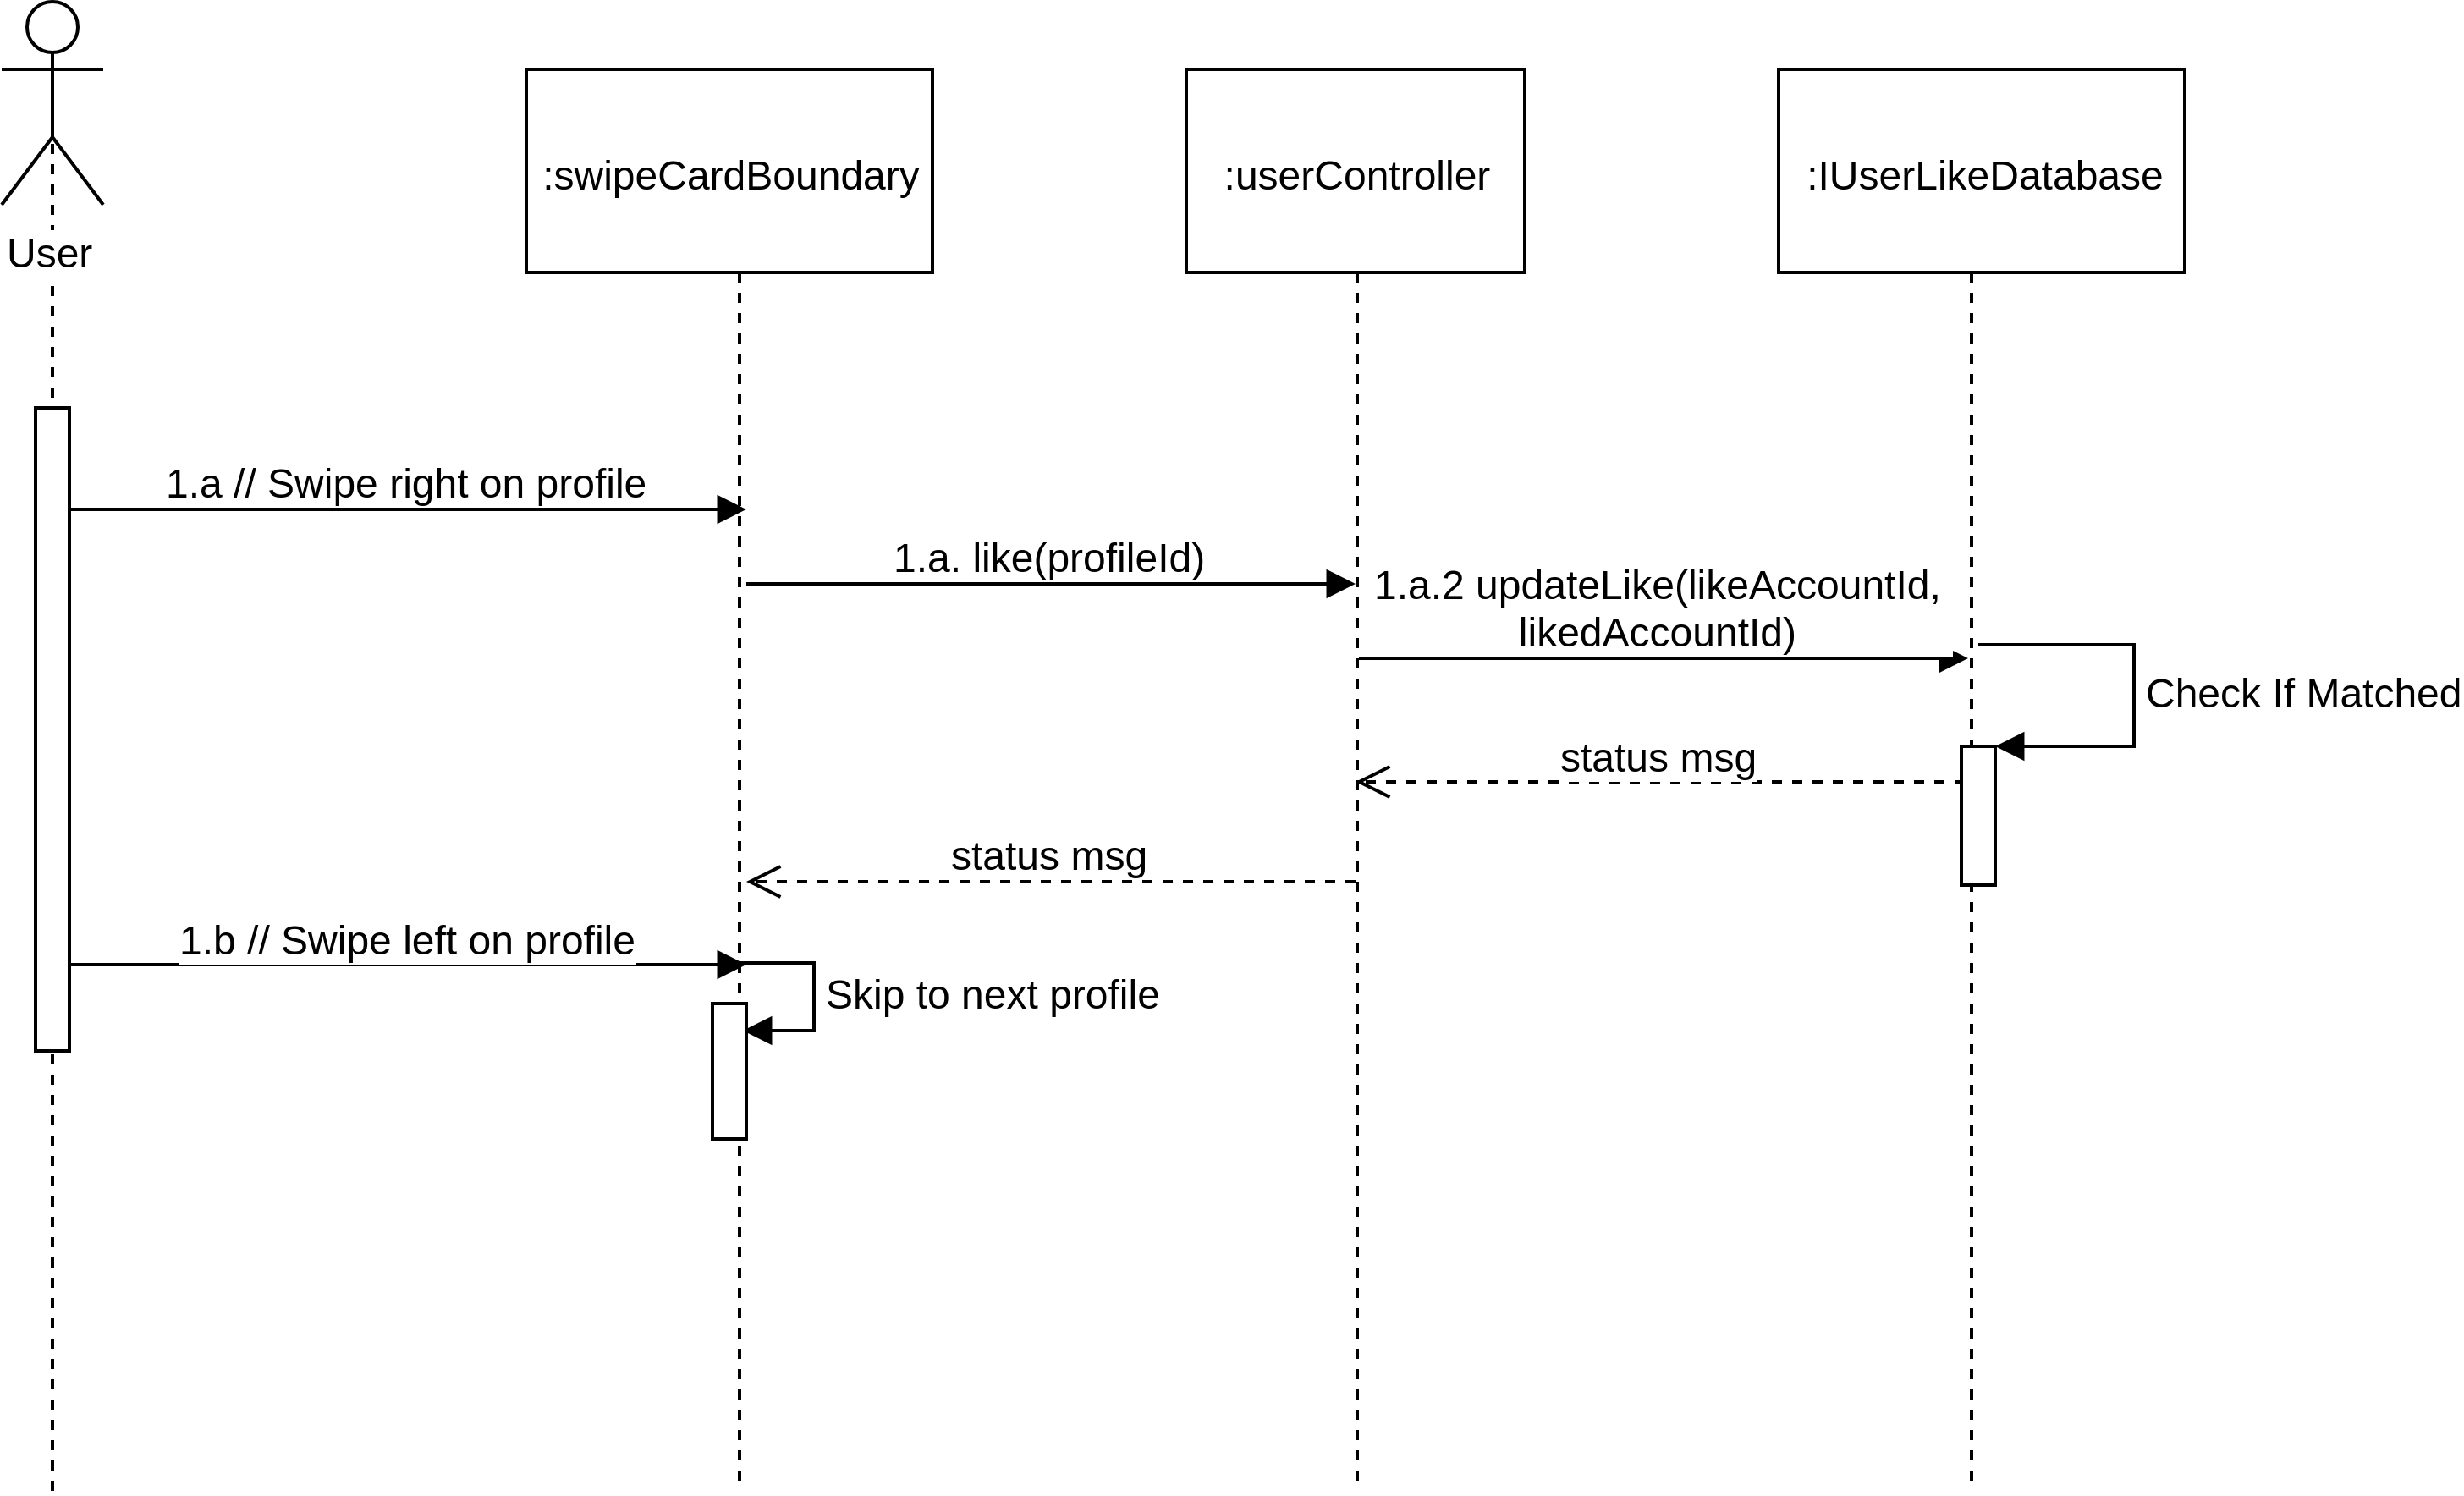 :swipeCardBoundary
:userController
:IUserLikeDatabase
User
1.a // Swipe right on profile
1.a. like(profileId)
1.a.2 updateLike(likeAccountId,
likedAccountId)
Check If Matched
status msg
status msg
1.b // Swipe left on profile
Skip to next profile